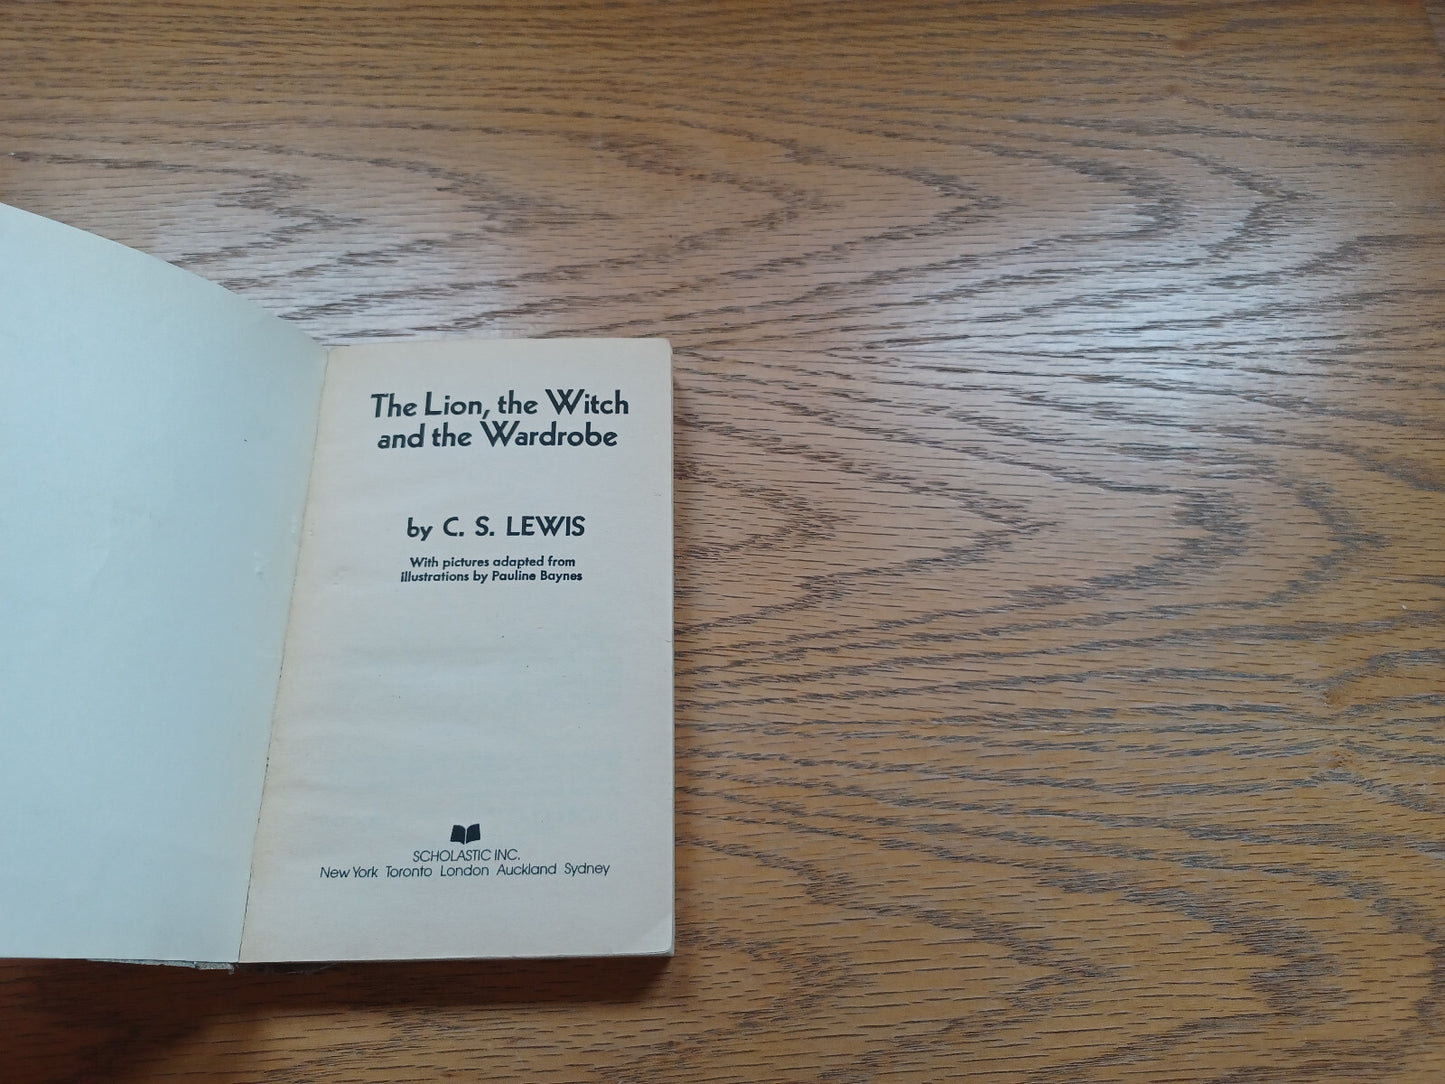 The Lion, the Witch
and the Wardrobe
by C. S. LEWIS
With pictures adapted from
illustrations by Pauline Baynes
SCHOLASTIC INC.
New York Toronto London Auckland Sydney